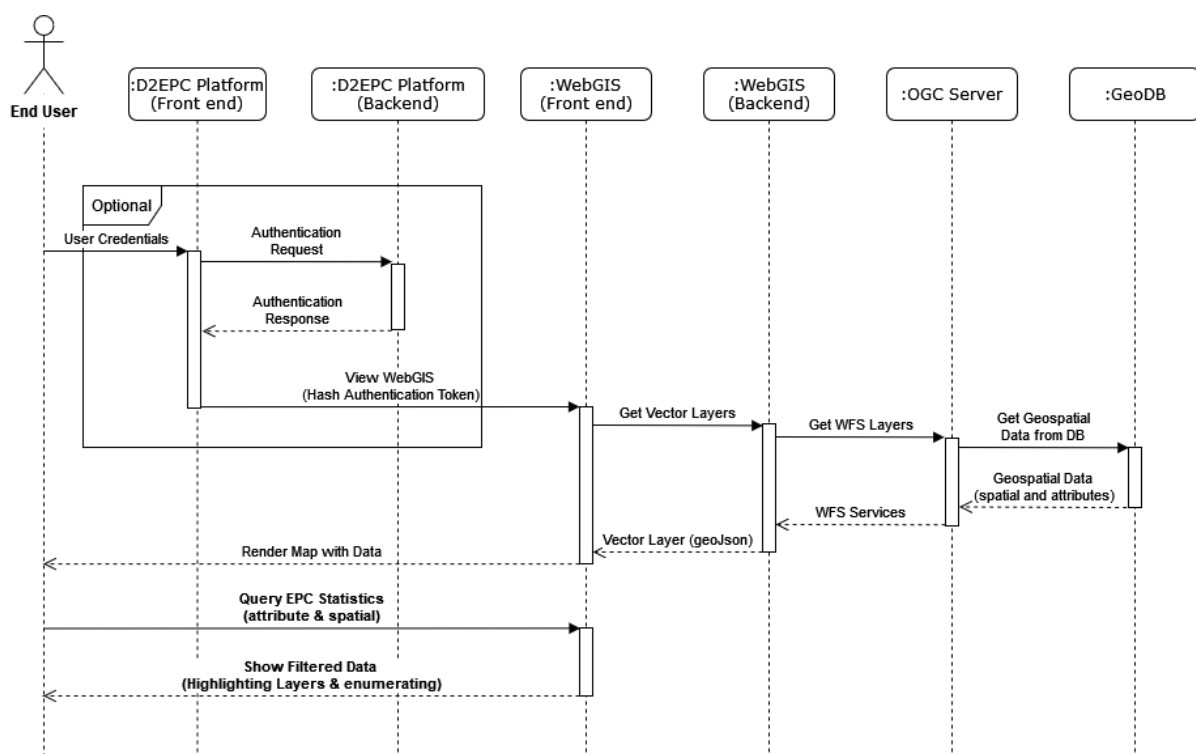 End User
:D2EPC Platform
(Front end)
:D2EPC Platform
(Backend)
:WebGIS
(Front end)
:WebGIS
(Backend)
:OGC Server
:GeoDB
Optional
User Credentials
Authentication
Request
Authentication
Response
View WebGIS
(Hash Authentication Token)
Get Vector Layers
Get WFS Layers
Get Geospatial
Data from DB
Geospatial Data
(spatial and attributes)
WFS Services
Vector Layer (geoJson)
Render Map with Data
Query EPC Statistics
(attribute & spatial)
Show Filtered Data
(Highlighting Layers & enumerating)